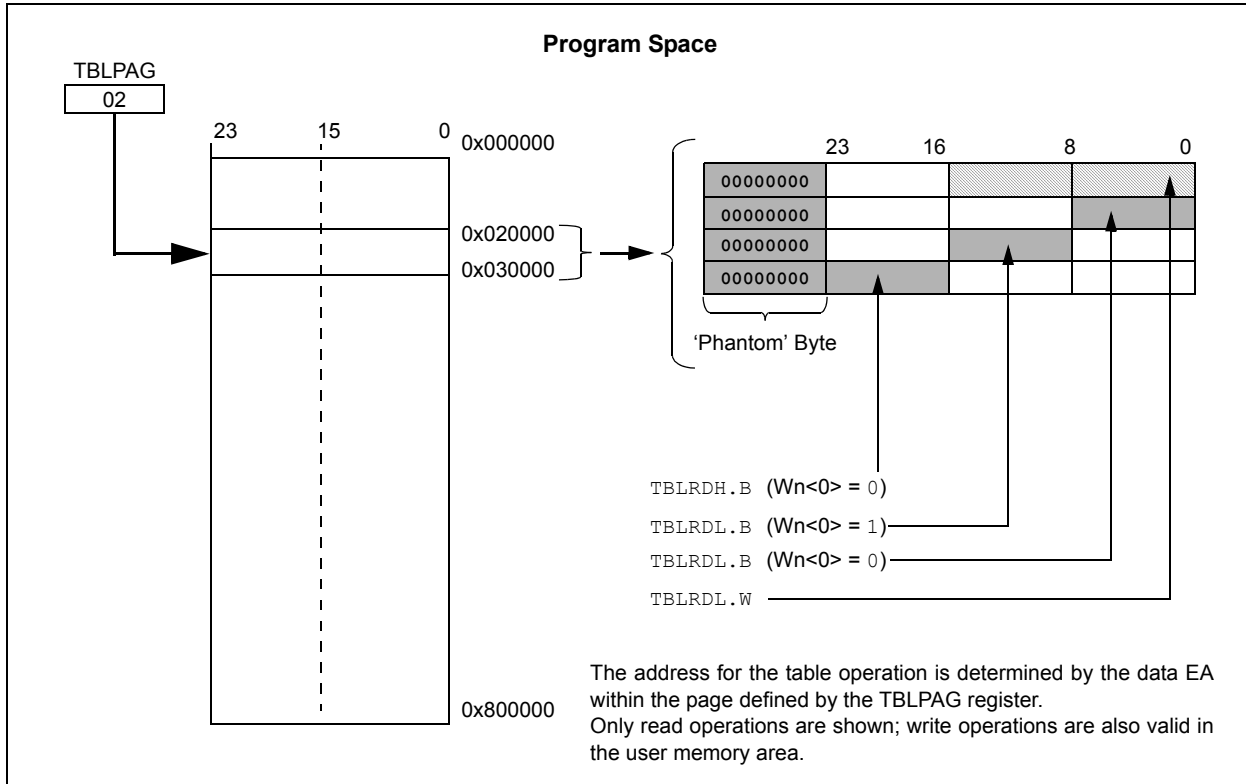 Program Space
TBLPAG
02
23 15 0
0x000000
0x020000
0x030000
0x800000
23 16 8 0
00000000
00000000
00000000
00000000
‘Phantom’ Byte
TBLRDH.B (Wn<0> = 0)
TBLRDL.B (Wn<0> = 1)
TBLRDL.B (Wn<0> = 0)
TBLRDL.W
The address for the table operation is determined by the data EA
within the page defined by the TBLPAG register.
Only read operations are shown; write operations are also valid in
the user memory area.